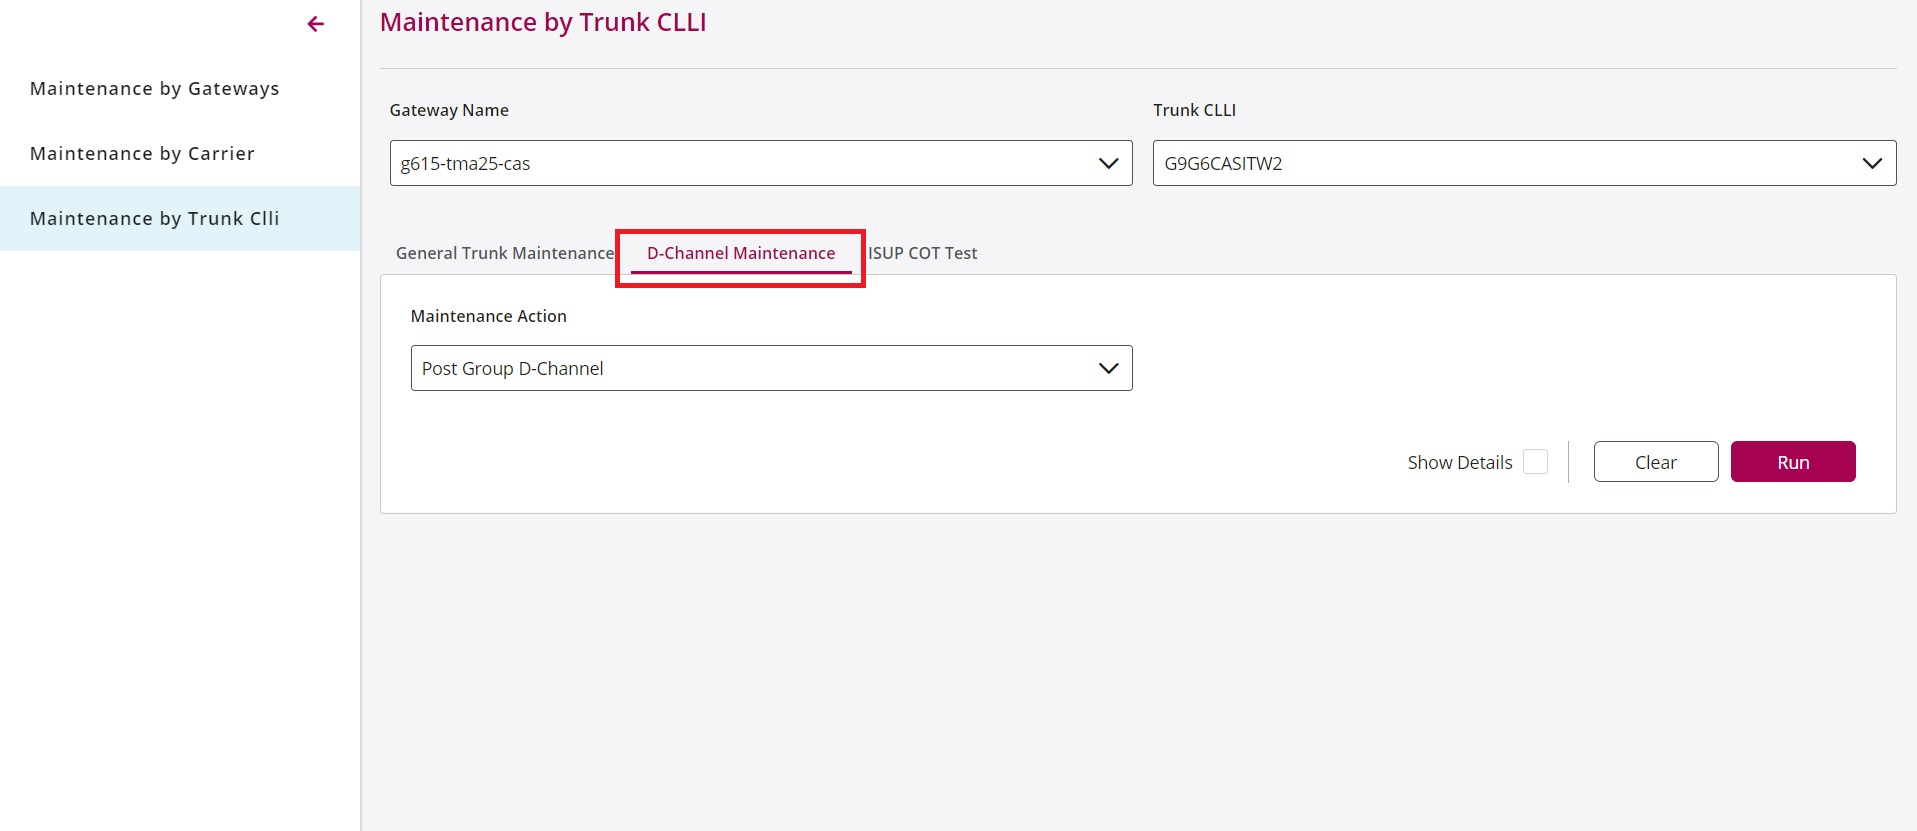 Maintenance by Trunk CLLI
Maintenance by Gateways
Maintenance by Carrier
Maintenance by Trunk Clli
Gateway Name
Trunk CLLI
g615-tma25-cas
G9G6CASITW2
General Trunk Maintenance
D-Channel Maintenance
ISUP COT Test
Maintenance Action
Post Group D-Channel
Show Details
Clear
Run